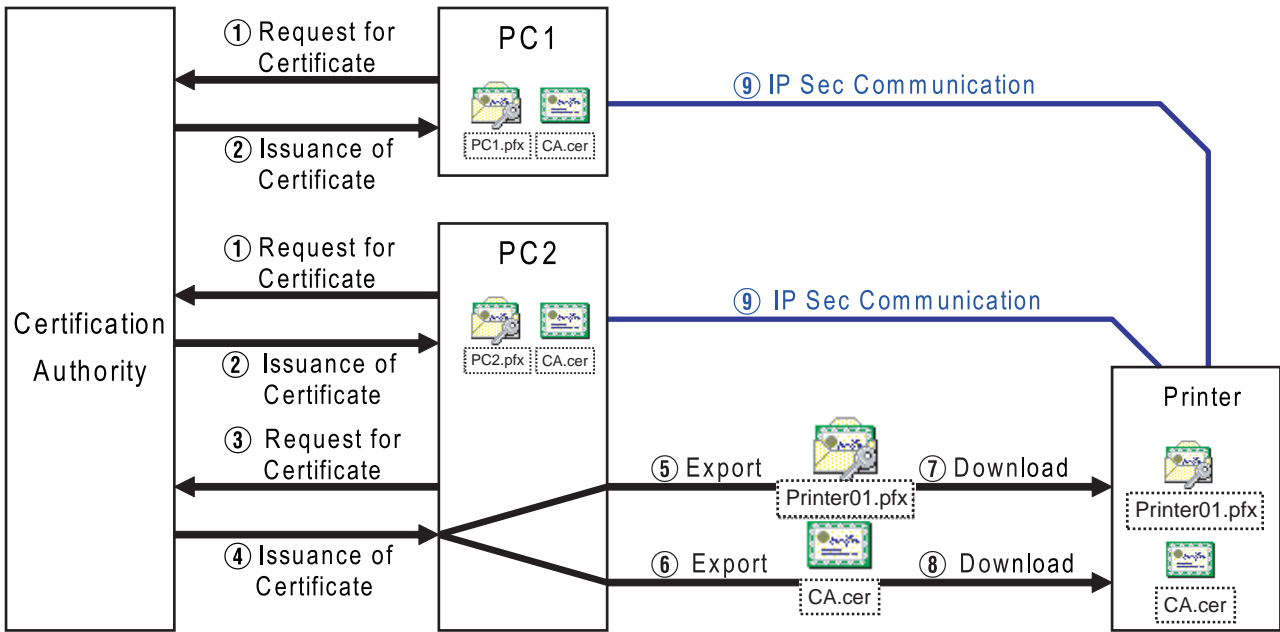 Certification
Authority
① Request for
Certificate
② Issuance of
Certificate
PC1
PC1.pfx
CA.cer
⑨ IP Sec Communication
① Request for
Certificate
② Issuance of
Certificate
③ Request for
Certificate
④ Issuance of
Certificate
PC2
PC2.pfx
CA.cer
⑨ IP Sec Communication
⑤ Export
Printer01.pfx
⑦ Download
⑥ Export
CA.cer
⑧ Download
Printer
Printer01.pfx
CA.cer